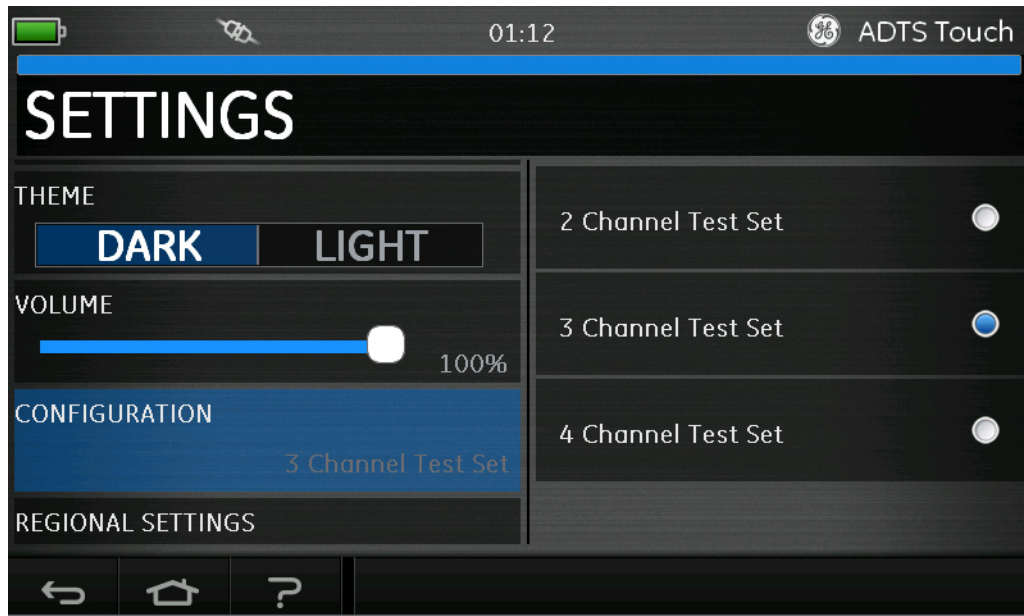 01:12
ADTS Touch
SETTINGS
THEME
DARK LIGHT
VOLUME
100%
CONFIGURATION
3 Channel Test Set
REGIONAL SETTINGS
2 Channel Test Set
3 Channel Test Set
4 Channel Test Set
?